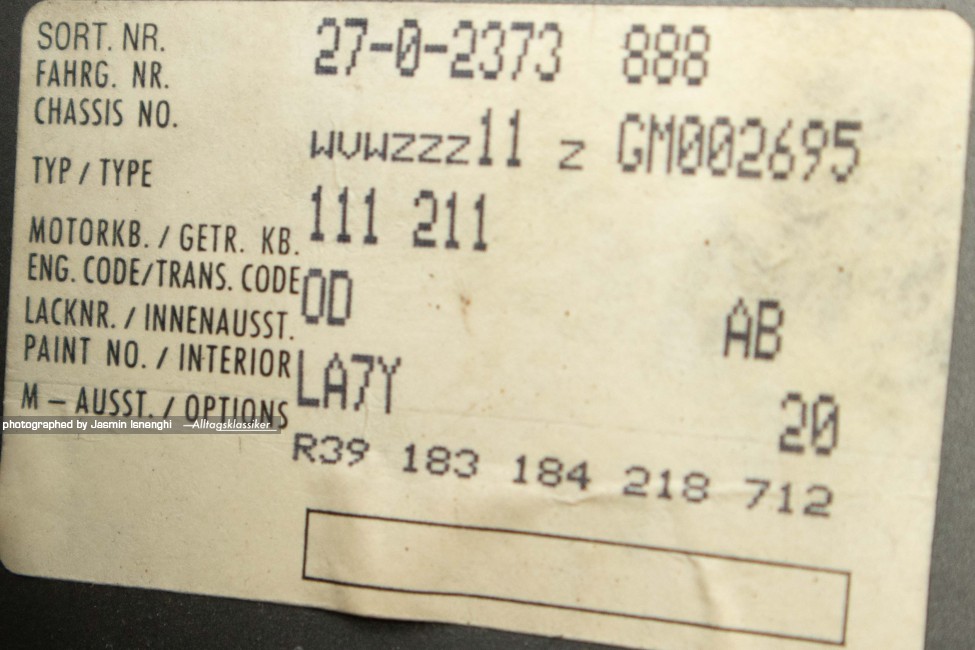 SORT. NR. 27-0-2373 888
FAHRG. NR.
CHASSIS NO. wvwzzz11 z GM002695
TYP / TYPE 111 211
MOTORKB. / GETR. KB.
ENG. CODE/TRANS. CODE OD AB
LACKNR. / INNENAUSST.
PAINT NO. / INTERIOR LA7Y 20
M – AUSST. / OPTIONS R39 183 184 218 712
photographed by Jasmin Isnenghi —Alltagsklassiker